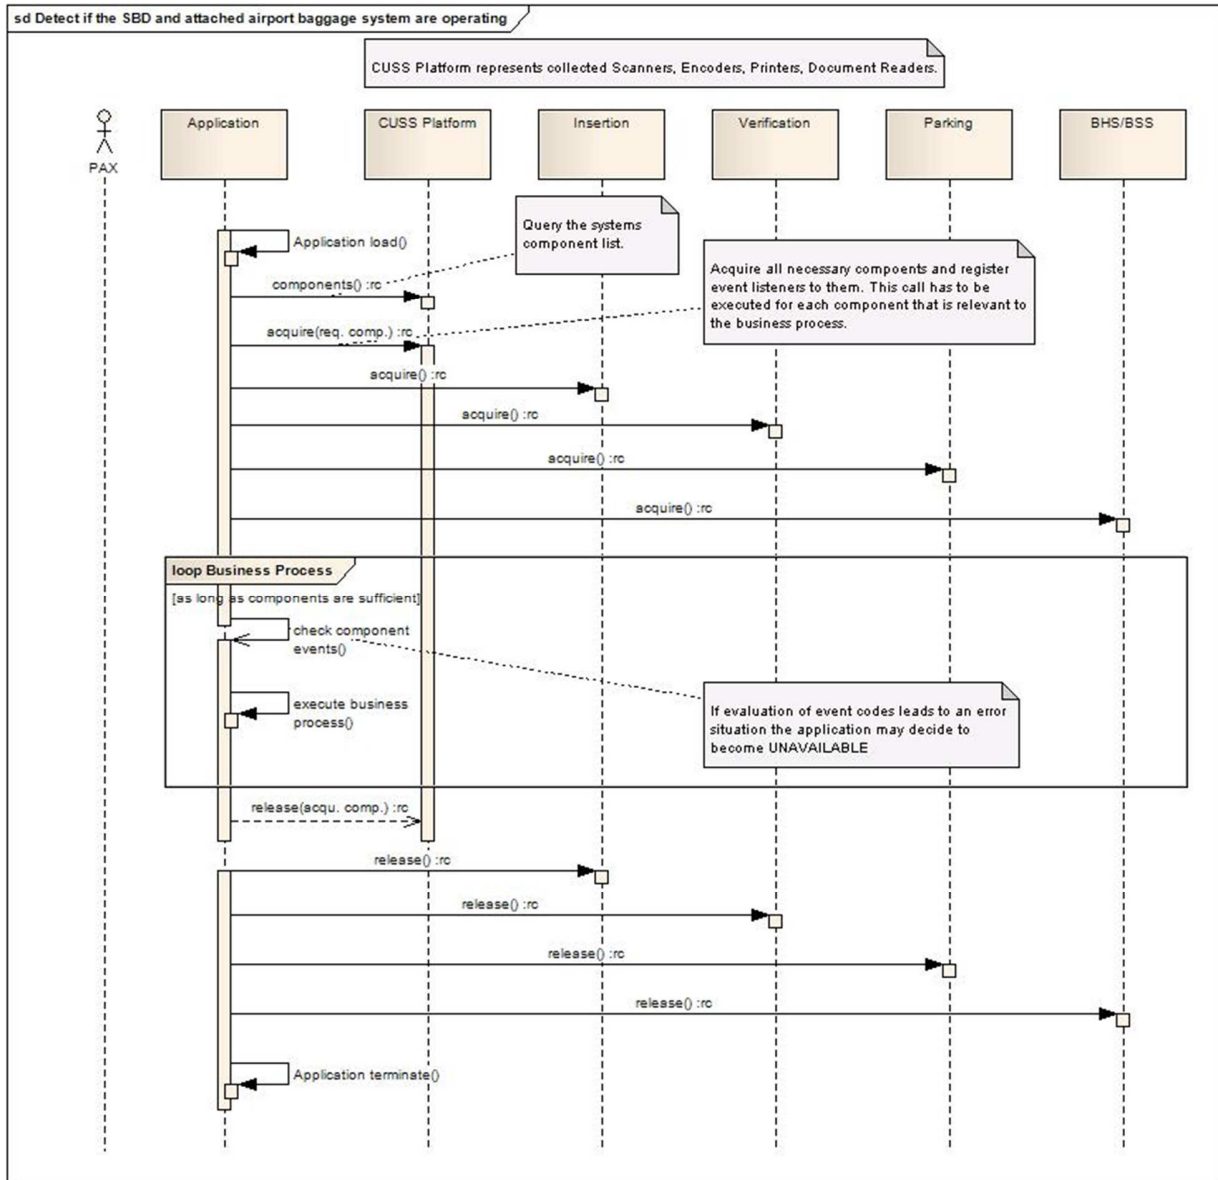 sd Detect if the SBD and attached airport baggage system are operating
CUSS Platform represents collected Scanners, Encoders, Printers, Document Readers.
PAX
Application
CUSS Platform
Insertion
Verification
Parking
BHS/BSS
Query the systems
component list.
Application load()
Acquire all necessary compoents and register
event listeners to them. This call has to be
executed for each component that is relevant to
the business process.
components() :rc
acquire(req. comp.) :rc
acquire() :rc
acquire() :rc
acquire() :rc
acquire() :rc
loop Business Process
[as long as components are sufficient]
check component
events()
execute business
process()
If evaluation of event codes leads to an error
situation the application may decide to
become UNAVAILABLE
release(acqu. comp.) :rc
release() :rc
release() :rc
release() :rc
release() :rc
Application terminate()